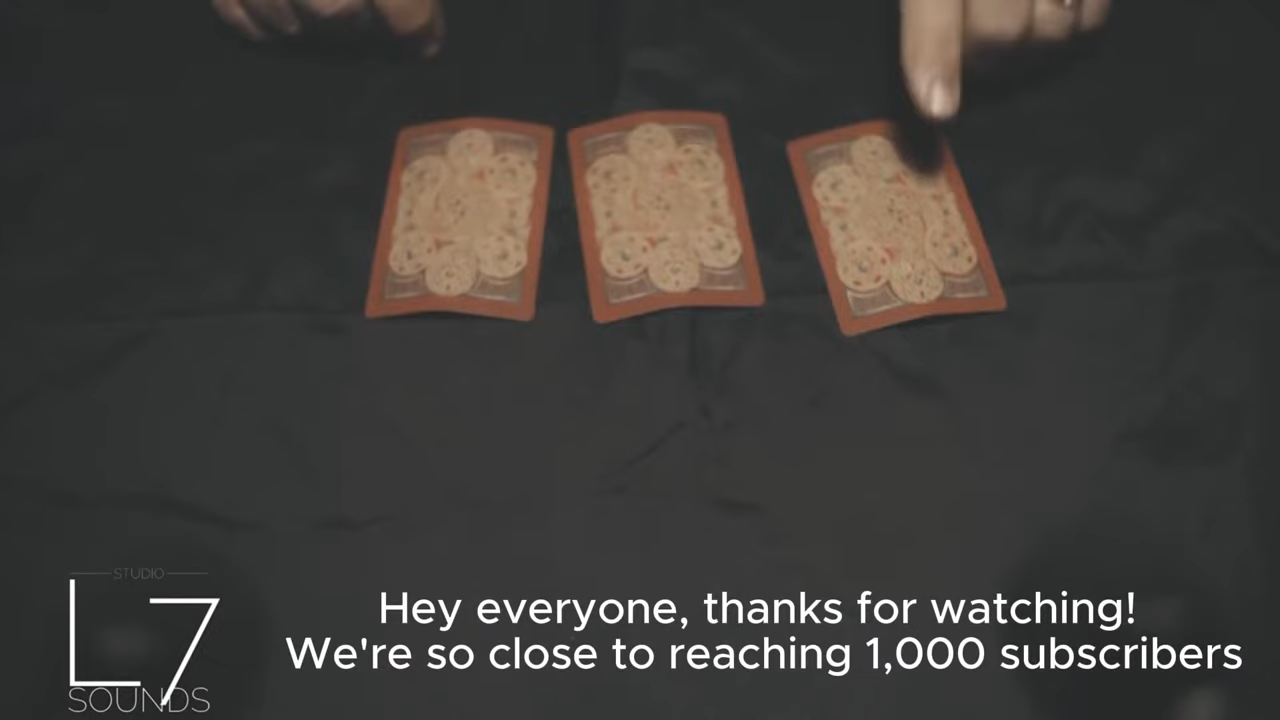 STUDIO
L7
SOUNDS
Hey everyone, thanks for watching!
We're so close to reaching 1,000 subscribers